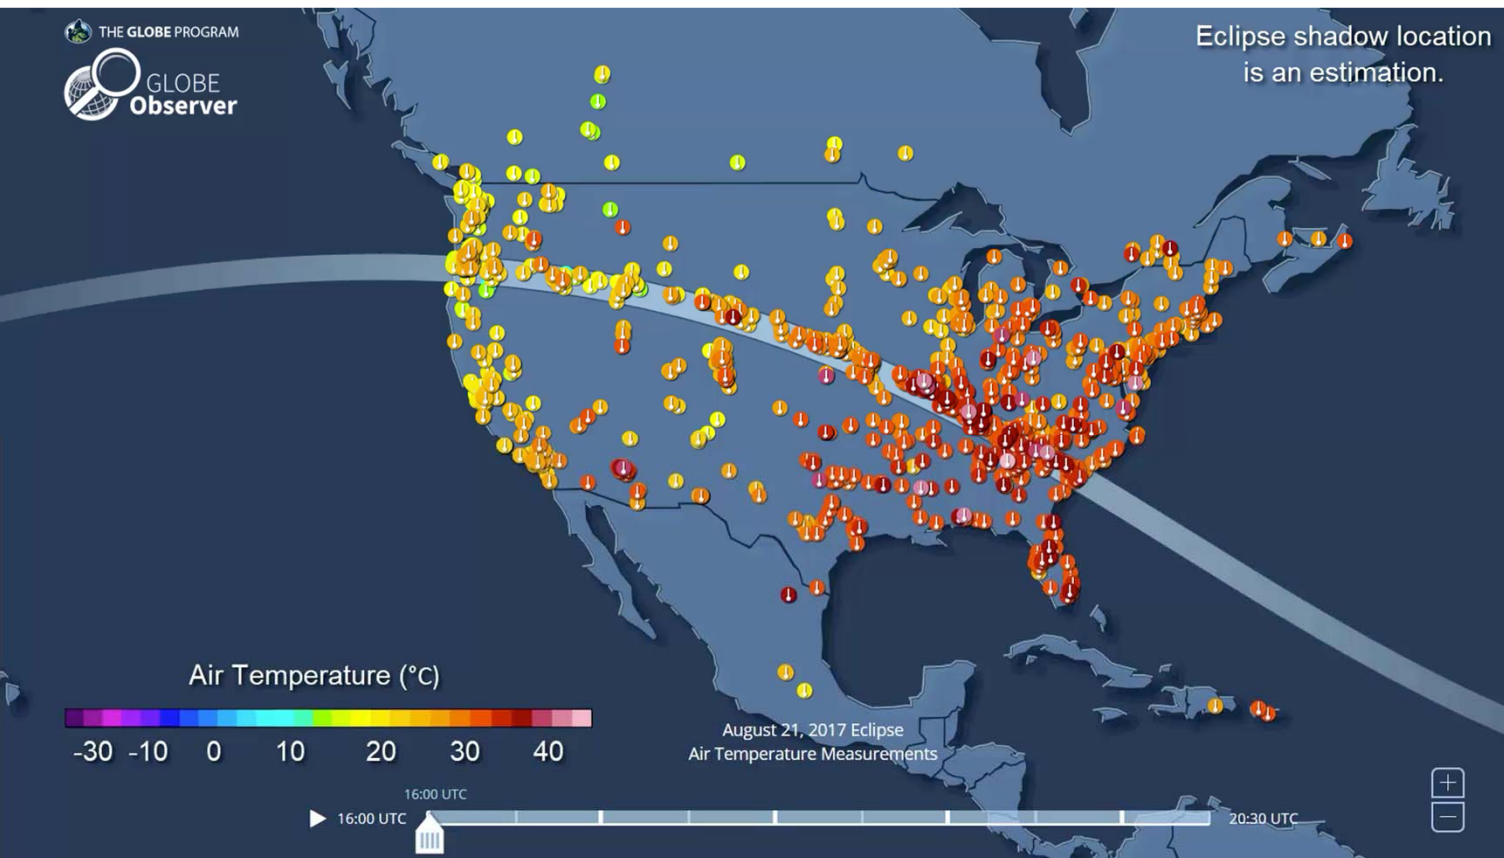 THE GLOBE PROGRAM
GLOBE
Observer
Eclipse shadow location
is an estimation.
Air Temperature (°C)
-30 -10 0 10 20 30 40
August 21, 2017 Eclipse
Air Temperature Measurements
16:00 UTC
16:00 UTC
20:30 UTC